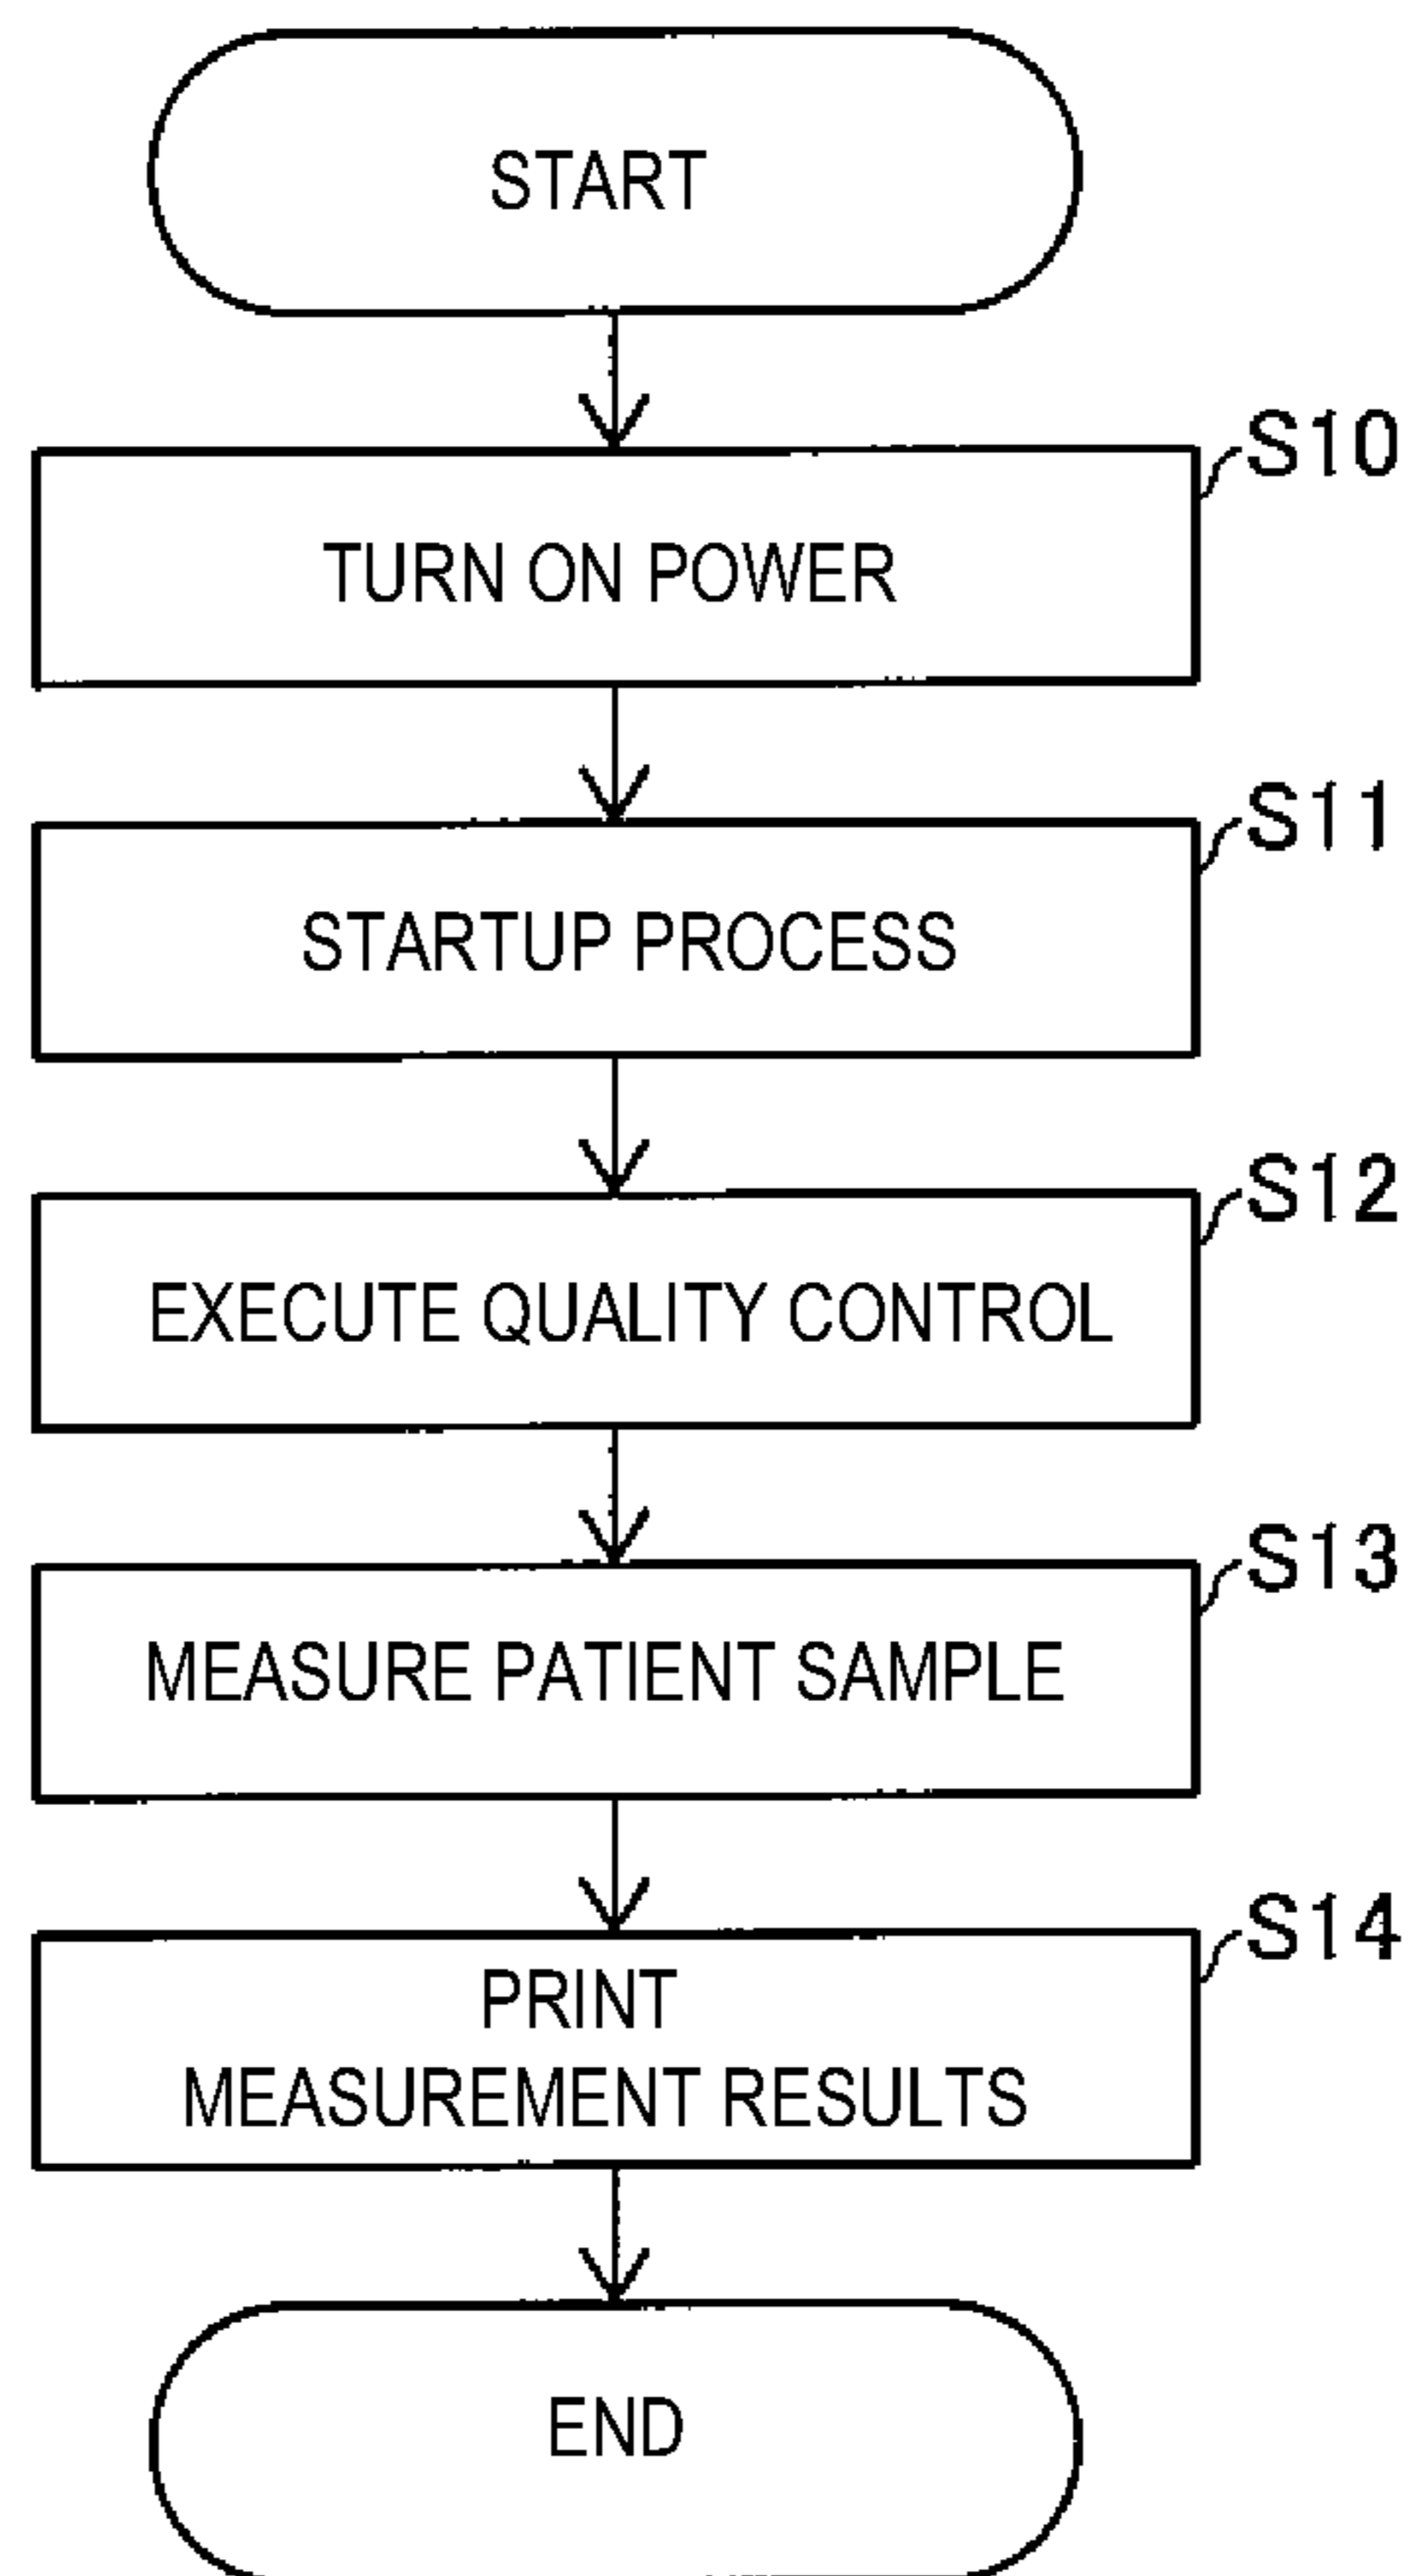 START
S10
TURN ON POWER
S11
STARTUP PROCESS
S12
EXECUTE QUALITY CONTROL
S13
MEASURE PATIENT SAMPLE
S14
PRINT
MEASUREMENT RESULTS
END